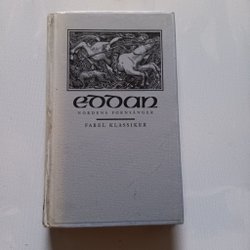 eddan
NORDENS FORNSÅNGER
FABEL KLASSIKER